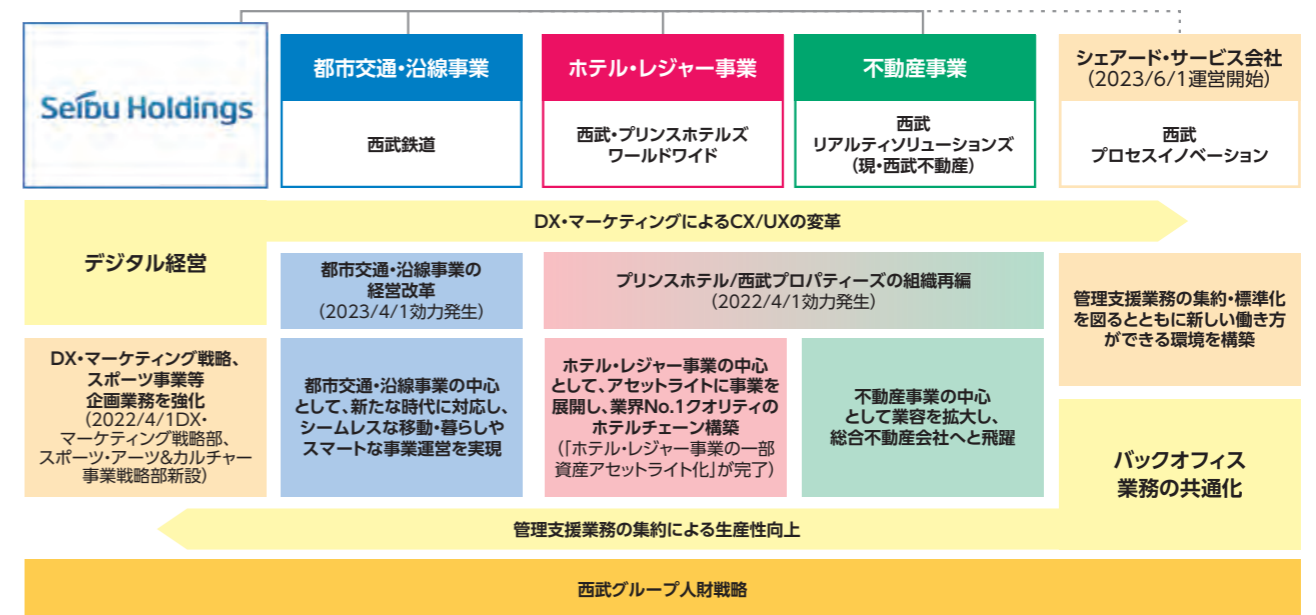 Seibu Holdings
都市交通・沿線事業
西武鉄道
ホテル・レジャー事業
西武・プリンスホテルズ
ワールドワイド
不動産事業
西武
リアルティソリューションズ
（現・西武不動産）
シェアード・サービス会社
（2023/6/1運営開始）
西武
プロセスイノベーション
DX・マーケティングによるCX/UXの変革
デジタル経営
都市交通・沿線事業の
経営改革
（2023/4/1効力発生）
プリンスホテル/西武プロパティーズの組織再編
（2022/4/1効力発生）
管理支援業務の集約・標準化
を図るとともに新しい働き方
ができる環境を構築
DX・マーケティング戦略、
スポーツ事業等
企画業務を強化
（2022/4/1DX・
マーケティング戦略部、
スポーツ・アーツ&カルチャー
事業戦略部新設）
都市交通・沿線事業の中心
として、新たな時代に対応し、
シームレスな移動・暮らしや
スマートな事業運営を実現
ホテル・レジャー事業の中心
として、アセットライトに事業を
展開し、業界No.1クオリティの
ホテルチェーン構築
（「ホテル・レジャー事業の一部
資産アセットライト化」が完了）
不動産事業の中心
として業容を拡大し、
総合不動産会社へと飛躍
バックオフィス
業務の共通化
管理支援業務の集約による生産性向上
西武グループ人財戦略